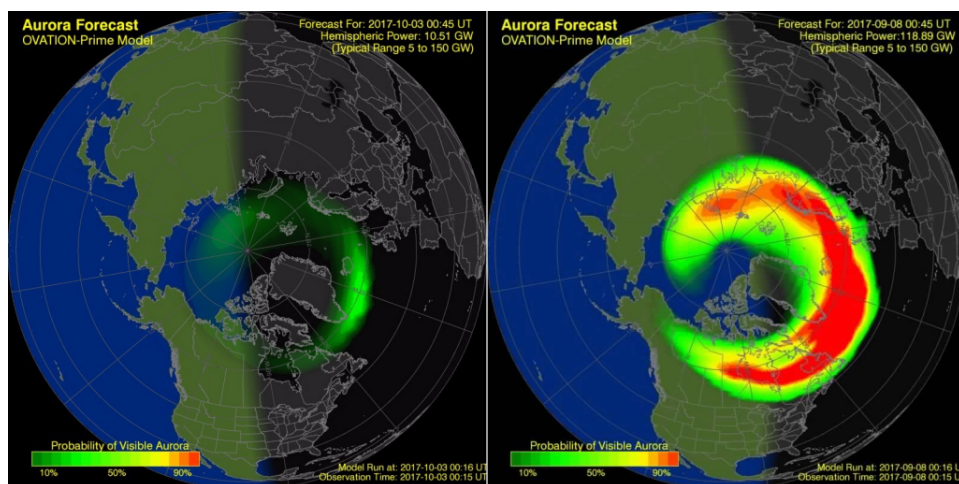 Aurora Forecast
OVATION-Prime Model
Forecast For: 2017-10-03 00:45 UT
Hemispheric Power: 10.51 GW
(Typical Range 5 to 150 GW)
Probability of Visible Aurora
10% 50% 90%
Model Run at: 2017-10-03 00:16 UT
Observation Time: 2017-10-03 00:15 UT
Aurora Forecast
OVATION-Prime Model
Forecast For: 2017-09-08 00:45 UT
Hemispheric Power:118.89 GW
(Typical Range 5 to 150 GW)
Probability of Visible Aurora
10% 50% 90%
Model Run at: 2017-09-08 00:16 UT
Observation Time: 2017-09-08 00:15 UT